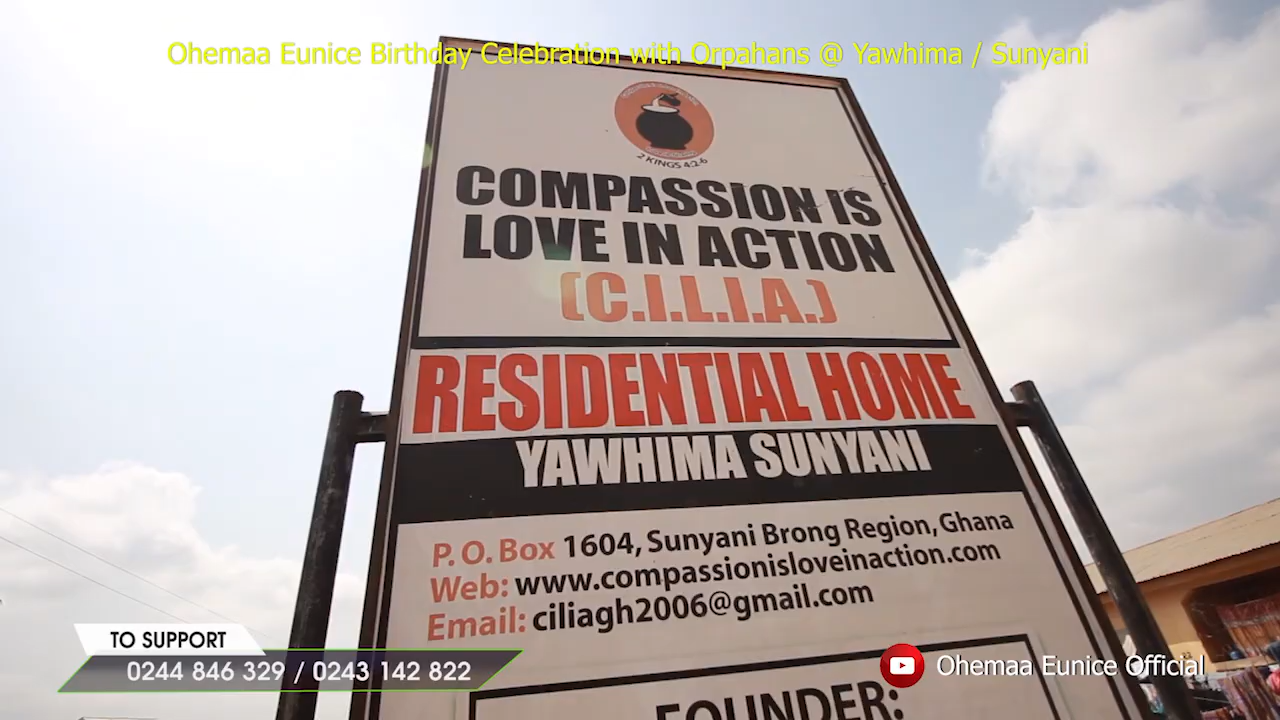 Ohemaa Eunice Birthday Celebration with Orpahans @ Yawhima / Sunyani
2 KINGS 4:2.6
COMPASSION IS
LOVE IN ACTION
(C.I.L.I.A.)
RESIDENTIAL HOME
YAWHIMA SUNYANI
P. O. Box 1604, Sunyani Brong Region, Ghana
Web: www.compassionisloveinaction.com
Email: ciliagh2006@gmail.com
FOUNDER:
TO SUPPORT
0244 846 329 / 0243 142 822
Ohemaa Eunice Official